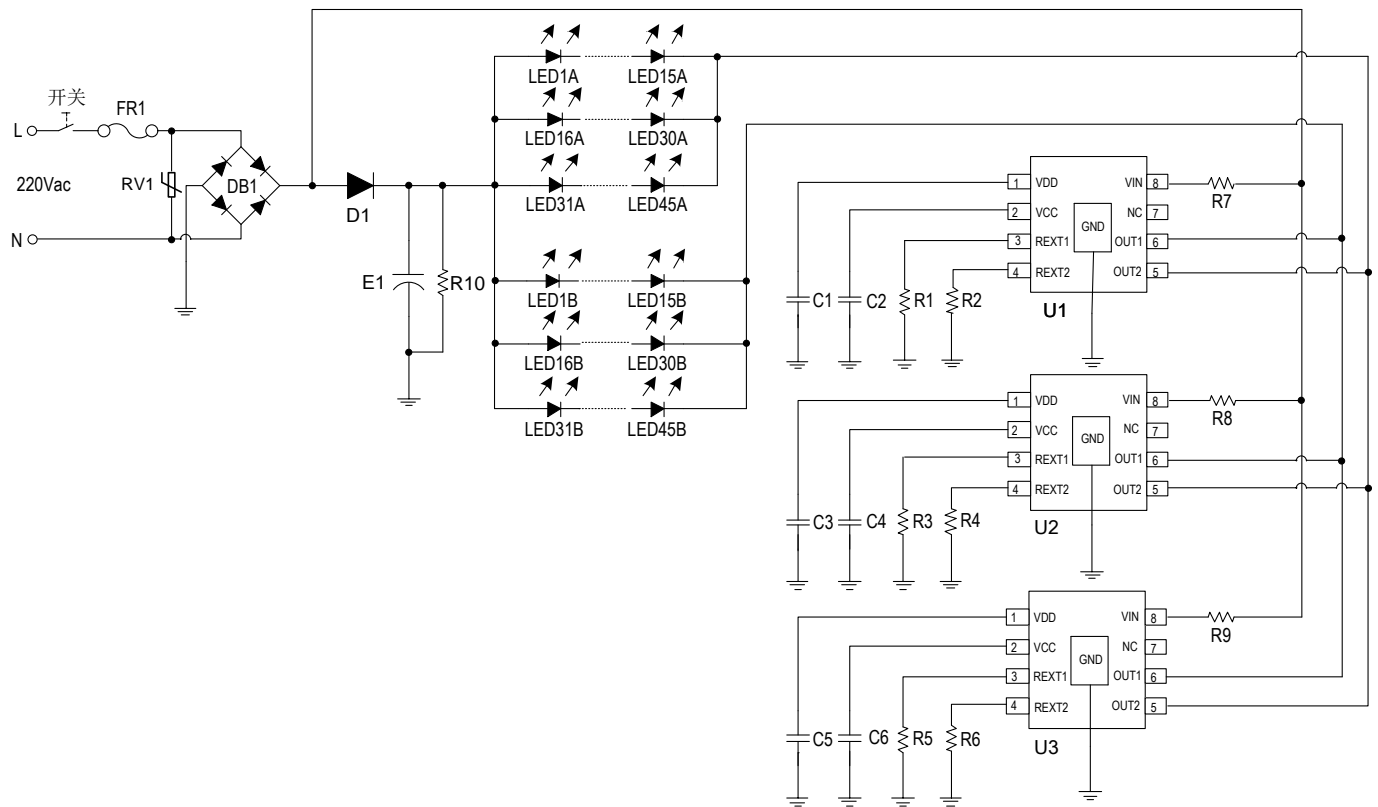 开关
FR1
L
220Vac
RV1
DB1
N
D1
E1
R10
LED1A
LED15A
LED16A
LED30A
LED31A
LED45A
LED1B
LED15B
LED16B
LED30B
LED31B
LED45B
1 VDD VIN 8
R7
2 VCC NC 7
GND
3 REXT1 OUT1 6
4 REXT2 OUT2 5
C1 C2 R1 R2
U1
1 VDD VIN 8
R8
2 VCC NC 7
GND
3 REXT1 OUT1 6
4 REXT2 OUT2 5
C3 C4 R3 R4
U2
1 VDD VIN 8
R9
2 VCC NC 7
GND
3 REXT1 OUT1 6
4 REXT2 OUT2 5
C5 C6 R5 R6
U3